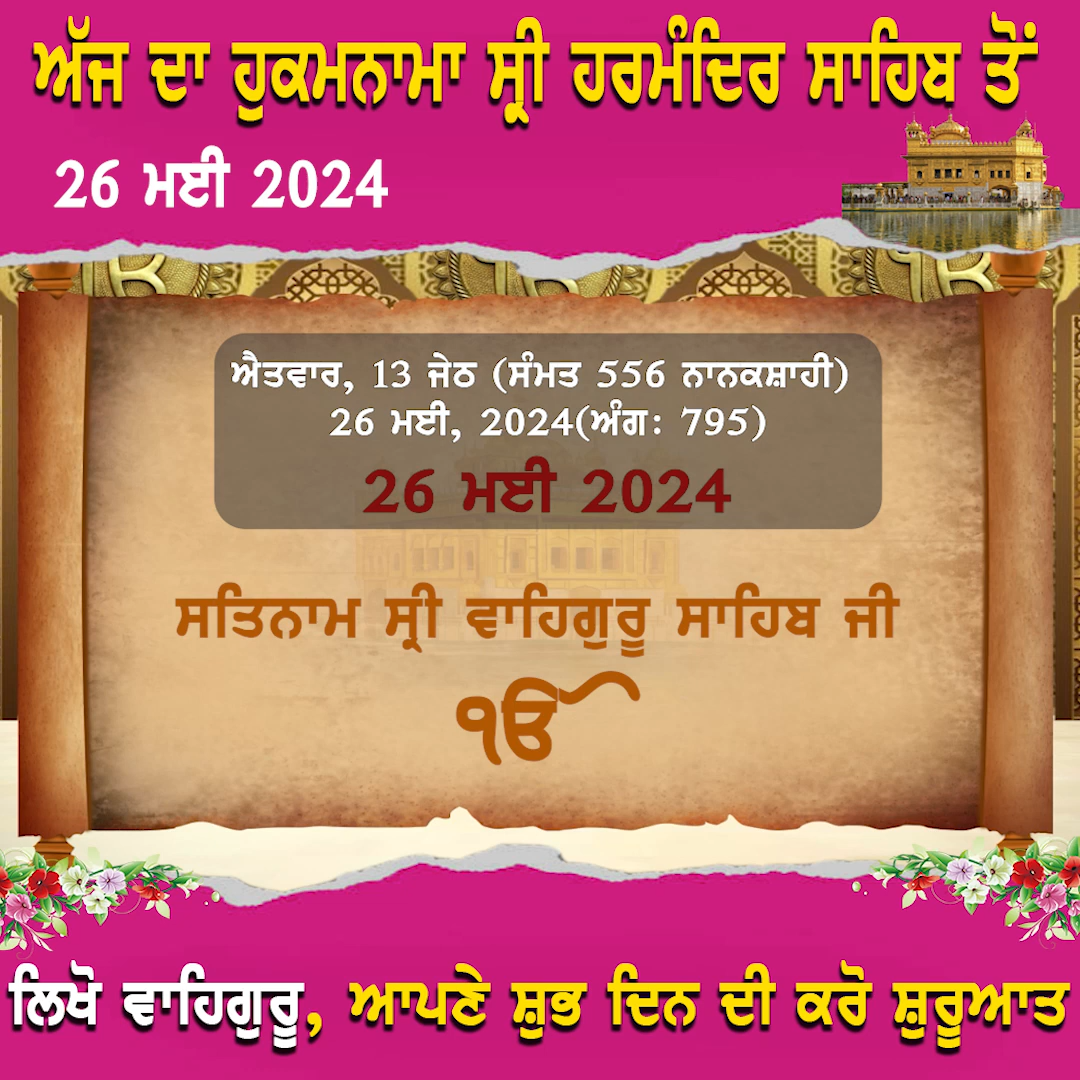 ਅੱਜ ਦਾ ਹੁਕਮਨਾਮਾ ਸ੍ਰੀ ਹਰਮੰਦਿਰ ਸਾਹਿਬ ਤੋਂ
26 ਮਈ 2024
ਐਤਵਾਰ, 13 ਜੇਠ (ਸੰਮਤ 556 ਨਾਨਕਸ਼ਾਹੀ)
26 ਮਈ, 2024(ਅੰਗ: 795)
26 ਮਈ 2024
ਸਤਿਨਾਮ ਸ੍ਰੀ ਵਾਹਿਗੁਰੂ ਸਾਹਿਬ ਜੀ
ੴ
ਲਿਖੋ ਵਾਹਿਗੁਰੂ, ਆਪਣੇ ਸ਼ੁਭ ਦਿਨ ਦੀ ਕਰੋ ਸ਼ੁਰੂਆਤ